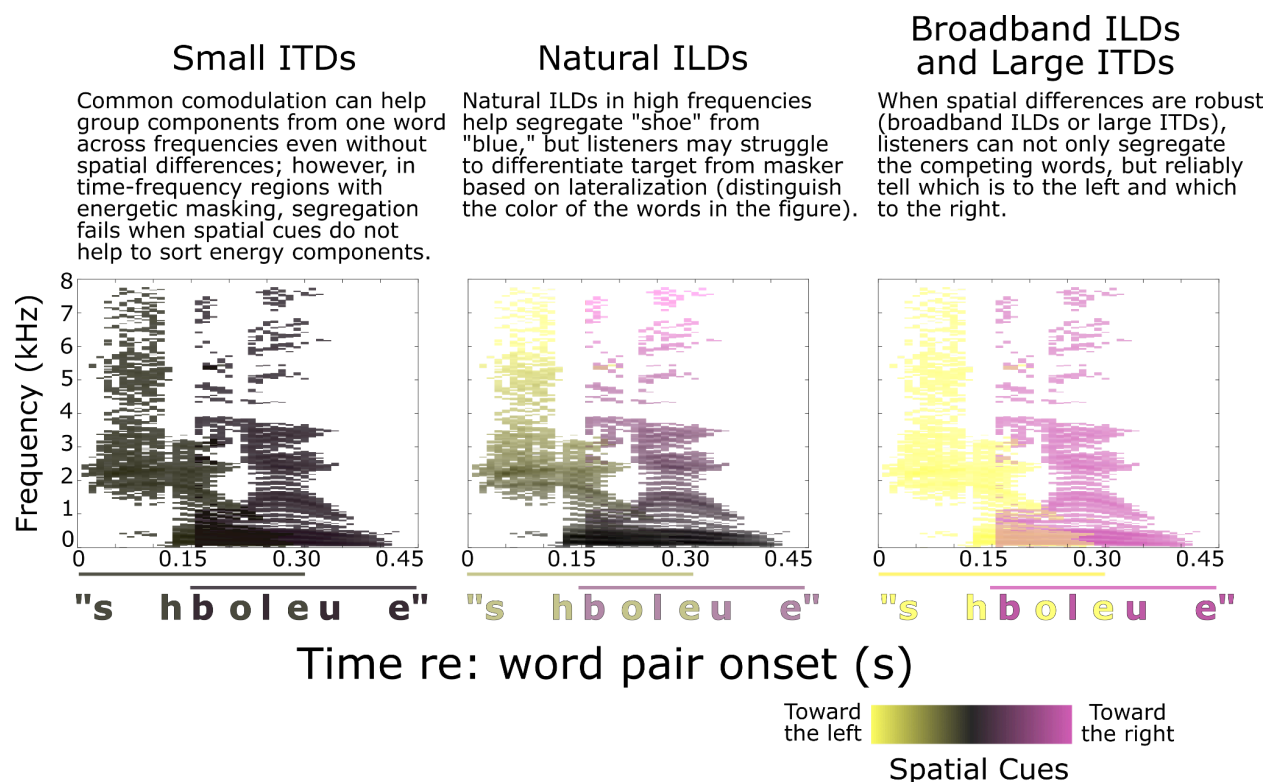 Small ITDs
Common comodulation can help
group components from one word
across frequencies even without
spatial differences; however, in
time-frequency regions with
energetic masking, segregation
fails when spatial cues do not
help to sort energy components.
Natural ILDs
Natural ILDs in high frequencies
help segregate "shoe" from
"blue," but listeners may struggle
to differentiate target from masker
based on lateralization (distinguish
the color of the words in the figure).
Broadband ILDs
and Large ITDs
When spatial differences are robust
(broadband ILDs or large ITDs),
listeners can not only segregate
the competing words, but reliably
tell which is to the left and which
to the right.
Frequency (kHz)
8
7
6
5
4
3
2
1
0
0 0.15 0.30 0.45
"s hboleu e"
0 0.15 0.30 0.45
"s hboleu e"
0 0.15 0.30 0.45
"s hboleu e"
Time re: word pair onset (s)
Toward
the left
Toward
the right
Spatial Cues